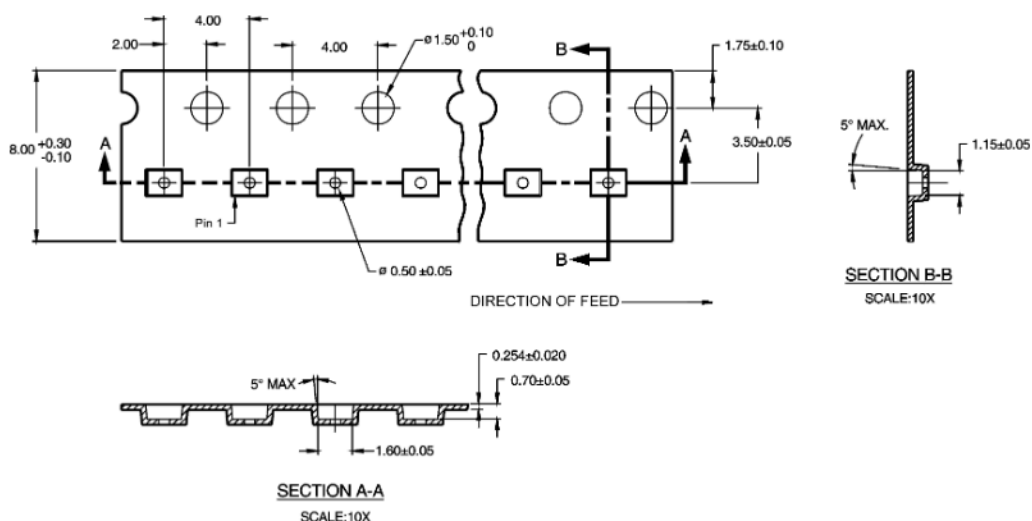 4.00
2.00
4.00
ø1.50 +0.10
0
B
1.75±0.10
8.00 +0.30
-0.10
A
A
3.50±0.05
5° MAX.
1.15±0.05
Pin 1
ø 0.50 ±0.05
B
SECTION B-B
SCALE:10X
DIRECTION OF FEED
0.254±0.020
5° MAX
0.70±0.05
1.60±0.05
SECTION A-A
SCALE:10X